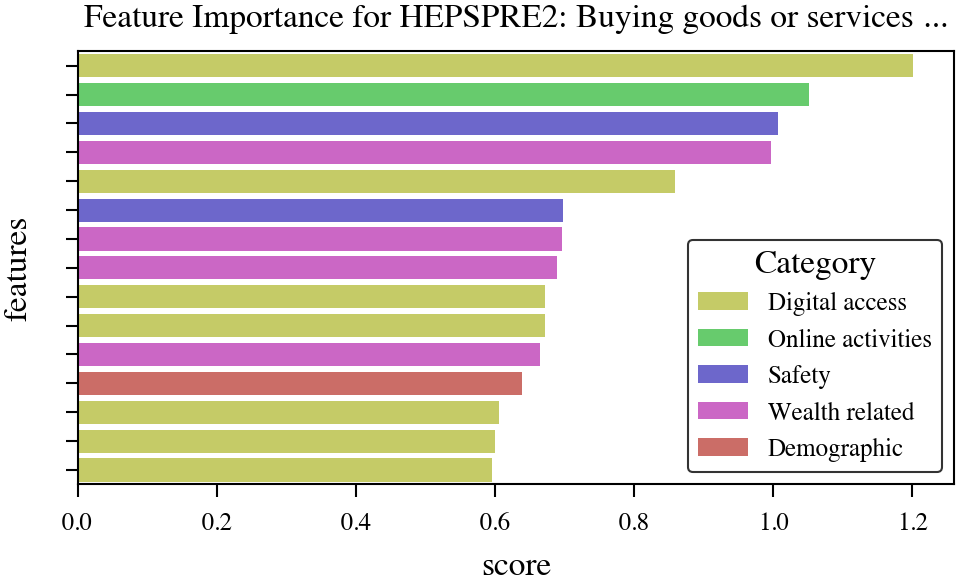 Feature Importance for HEPSPRE2: Buying goods or services ...
features
Category
Digital access
Online activities
Safety
Wealth related
Demographic
0.0 0.2 0.4 0.6 0.8 1.0 1.2
score